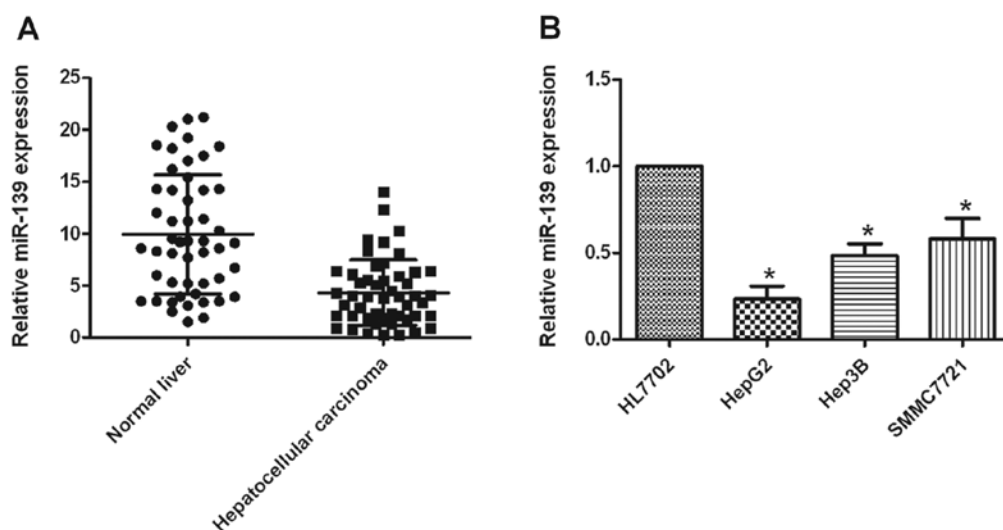 A
Relative miR-139 expression
25
20
15
10
5
0
Normal liver
Hepatocellular carcinoma
B
Relative miR-139 expression
1.5
1.0
0.5
0.0
*
*
*
HL7702
HepG2
Hep3B
SMMC7721